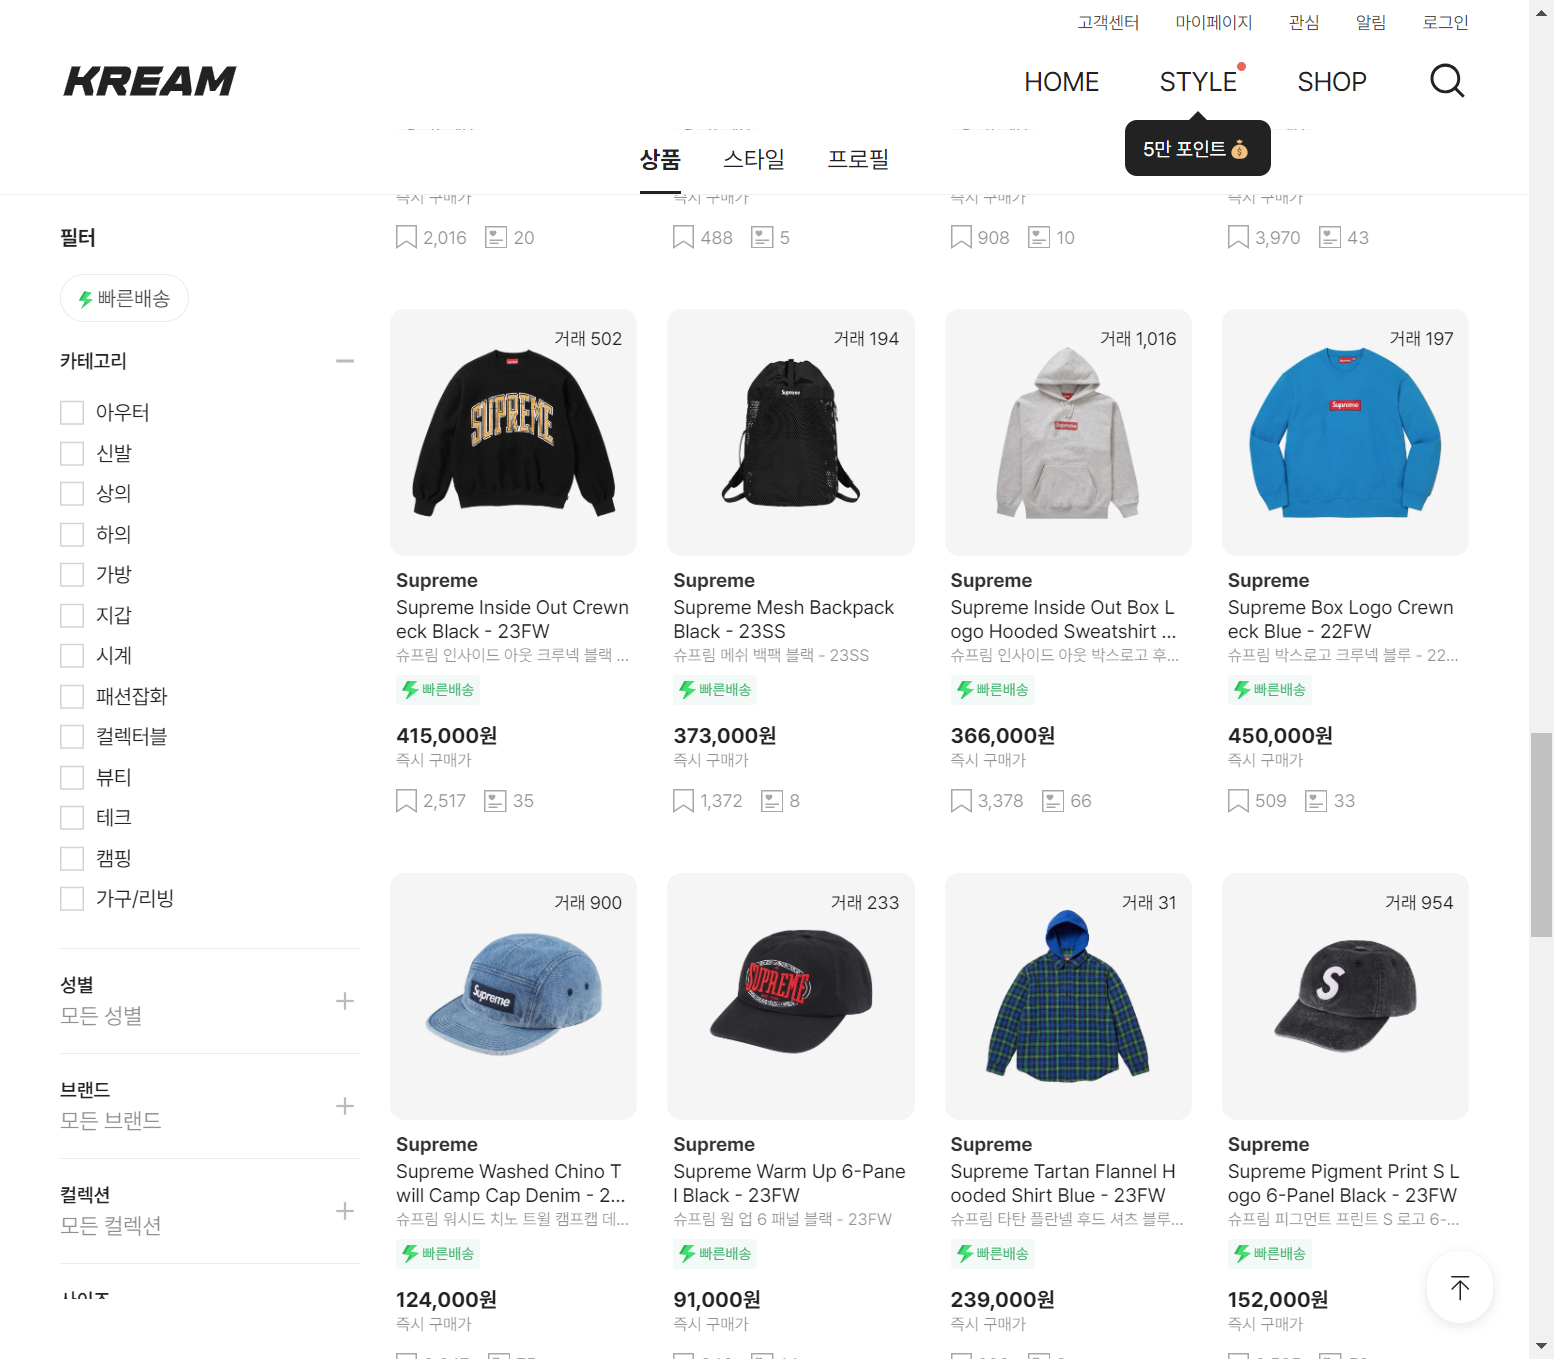 고객센터 마이페이지 관심 알림 로그인
KREAM
HOME STYLE SHOP
5만 포인트
상품 스타일 프로필
즉시 구매가 즉시 구매가 즉시 구매가 즉시 구매가
2,016 20 488 5 908 10 3,970 43
필터
빠른배송
카테고리
아우터
신발
상의
하의
가방
지갑
시계
패션잡화
컬렉터블
뷰티
테크
캠핑
가구/리빙
성별
모든 성별
브랜드
모든 브랜드
컬렉션
모든 컬렉션
사이즈
거래 502
SUPREME
Supreme
Supreme Inside Out Crewn
eck Black - 23FW
슈프림 인사이드 아웃 크루넥 블랙 ...
빠른배송
415,000원
즉시 구매가
2,517 35
거래 194
Supreme
Supreme
Supreme Mesh Backpack
Black - 23SS
슈프림 메쉬 백팩 블랙 - 23SS
빠른배송
373,000원
즉시 구매가
1,372 8
거래 1,016
Supreme
Supreme
Supreme Inside Out Box L
ogo Hooded Sweatshirt ...
슈프림 인사이드 아웃 박스로고 후...
빠른배송
366,000원
즉시 구매가
3,378 66
거래 197
Supreme
Supreme
Supreme Box Logo Crewn
eck Blue - 22FW
슈프림 박스로고 크루넥 블루 - 22...
빠른배송
450,000원
즉시 구매가
509 33
거래 900
Supreme
Supreme
Supreme Washed Chino T
will Camp Cap Denim - 2...
슈프림 워시드 치노 트윌 캠프캡 데...
빠른배송
124,000원
즉시 구매가
거래 233
SUPREME
Supreme
Supreme Warm Up 6-Pane
l Black - 23FW
슈프림 웜 업 6 패널 블랙 - 23FW
빠른배송
91,000원
즉시 구매가
거래 31
Supreme
Supreme Tartan Flannel H
ooded Shirt Blue - 23FW
슈프림 타탄 플란넬 후드 셔츠 블루...
빠른배송
239,000원
즉시 구매가
거래 954
S
Supreme
Supreme Pigment Print S L
ogo 6-Panel Black - 23FW
슈프림 피그먼트 프린트 S 로고 6-...
빠른배송
152,000원
즉시 구매가